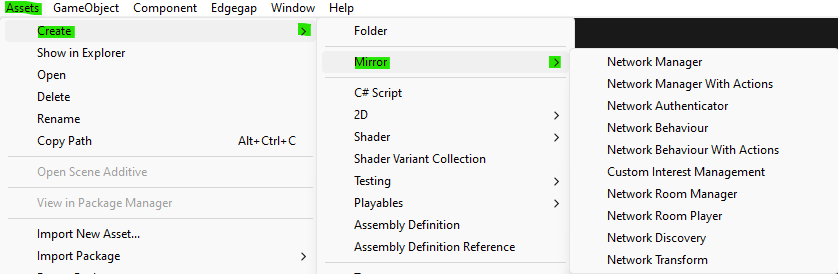 Assets GameObject Component Edgegap Window Help
Create
Show in Explorer
Open
Delete
Rename
Copy Path Alt+Ctrl+C
Open Scene Additive
View in Package Manager
Import New Asset...
Import Package
Folder
Mirror
C# Script
2D
Shader
Shader Variant Collection
Testing
Playables
Assembly Definition
Assembly Definition Reference
Network Manager
Network Manager With Actions
Network Authenticator
Network Behaviour
Network Behaviour With Actions
Custom Interest Management
Network Room Manager
Network Room Player
Network Discovery
Network Transform